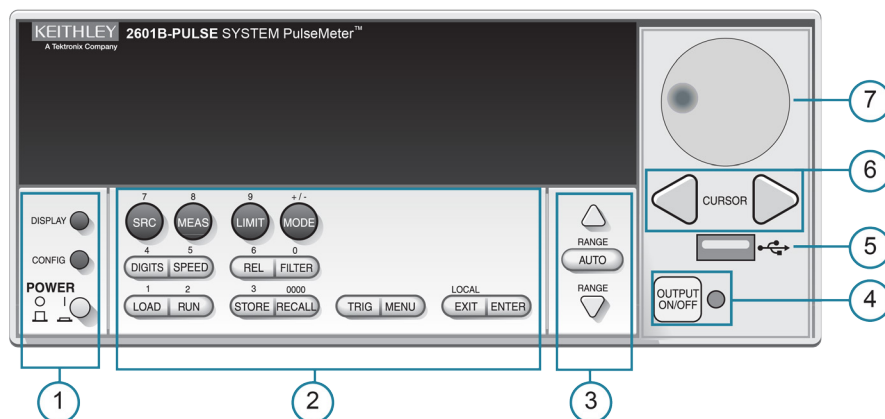 KEITHLEY 2601B-PULSE SYSTEM PulseMeter™
A Tektronix Company
7
6
CURSOR
5
OUTPUT ON/OFF
4
DISPLAY
CONFIG
POWER
1
7 8 9 +/-
SRC MEAS LIMIT MODE
4 5 6 0
DIGITS SPEED REL FILTER
1 2 3 0000 LOCAL
LOAD RUN STORE RECALL TRIG MENU EXIT ENTER
2
RANGE
AUTO
RANGE
3